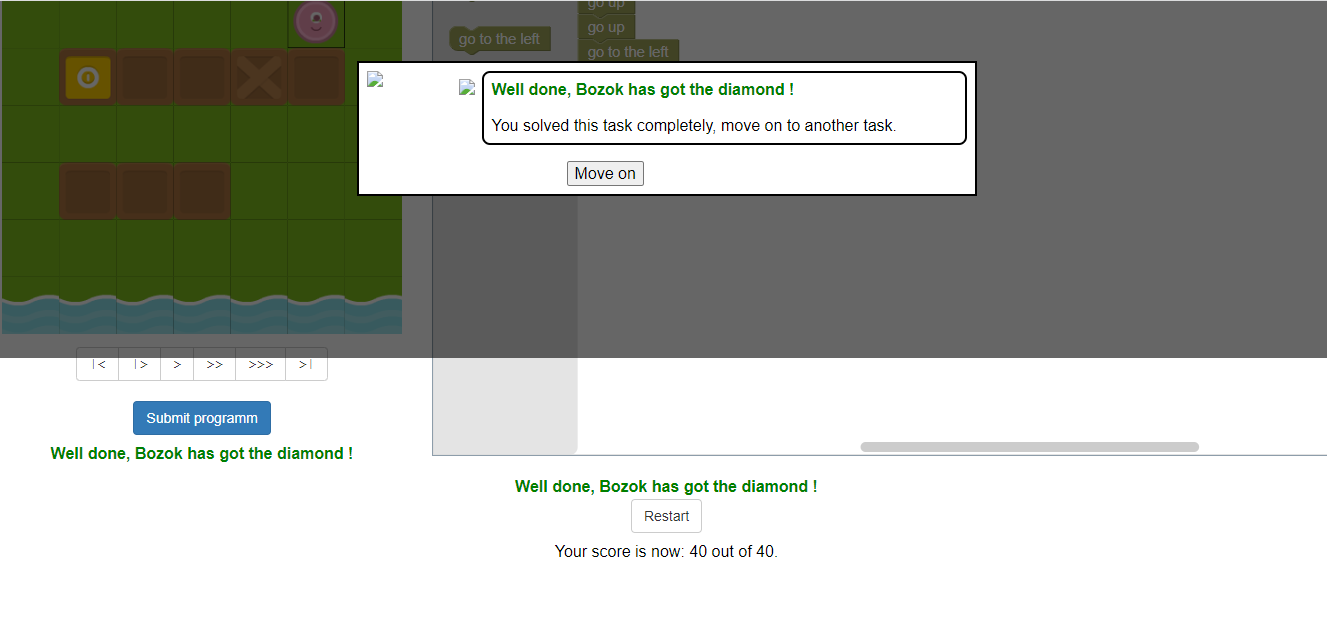 go up
go up
go to the left
go to the left
Well done, Bozok has got the diamond !
You solved this task completely, move on to another task.
Move on
|<
|>
>
>>
>>>
>|
Submit programm
Well done, Bozok has got the diamond !
Well done, Bozok has got the diamond !
Restart
Your score is now: 40 out of 40.